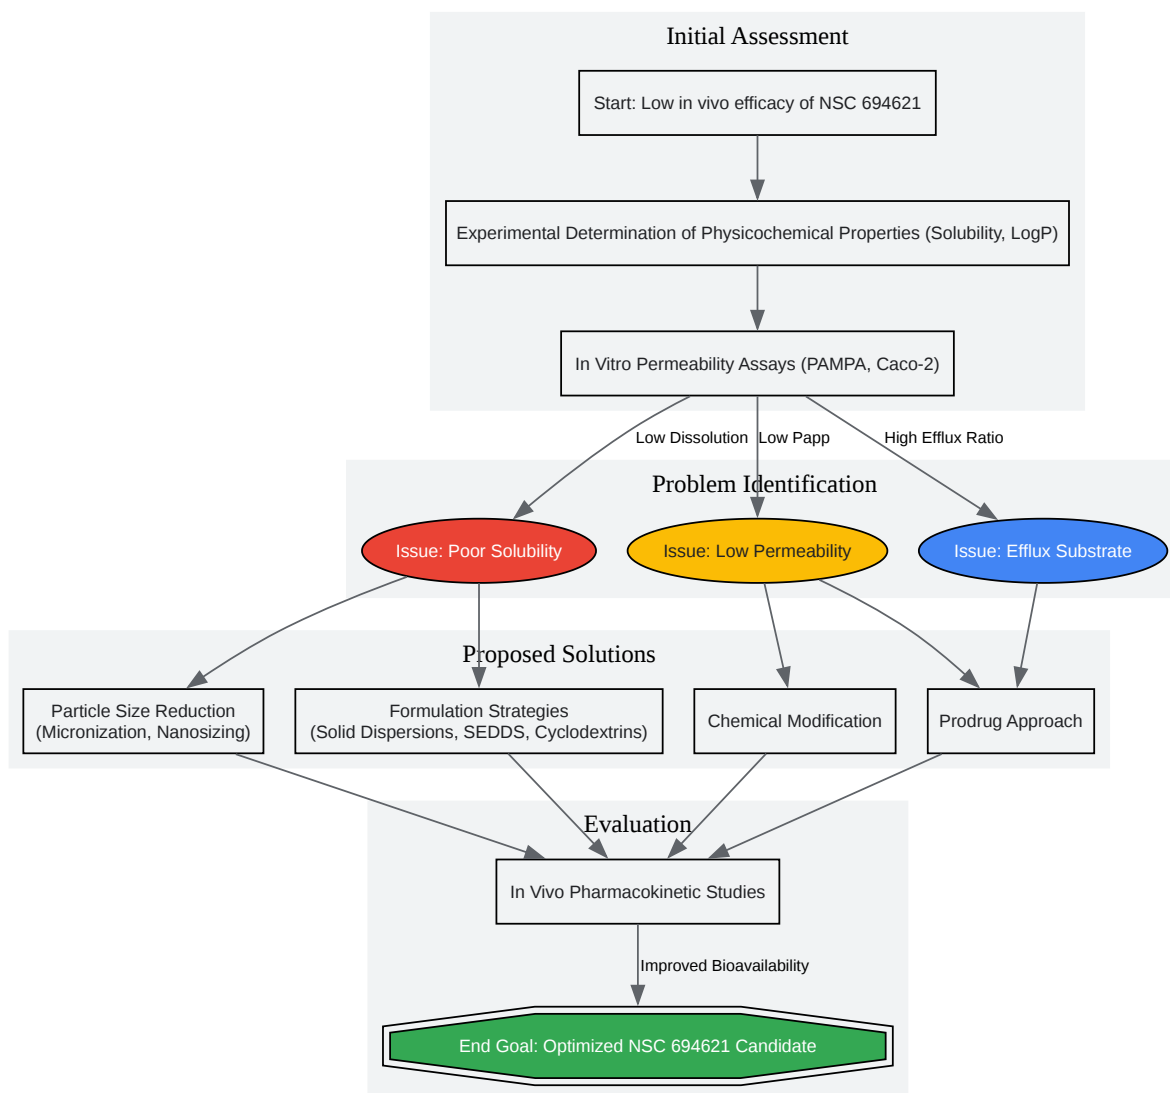 Initial Assessment
Start: Low in vivo efficacy of NSC 694621
Experimental Determination of Physicochemical Properties (Solubility, LogP)
In Vitro Permeability Assays (PAMPA, Caco-2)
Low Dissolution
Low Papp
High Efflux Ratio
Problem Identification
Issue: Poor Solubility
Issue: Low Permeability
Issue: Efflux Substrate
Proposed Solutions
Particle Size Reduction
(Micronization, Nanosizing)
Formulation Strategies
(Solid Dispersions, SEDDS, Cyclodextrins)
Chemical Modification
Prodrug Approach
Evaluation
In Vivo Pharmacokinetic Studies
Improved Bioavailability
End Goal: Optimized NSC 694621 Candidate